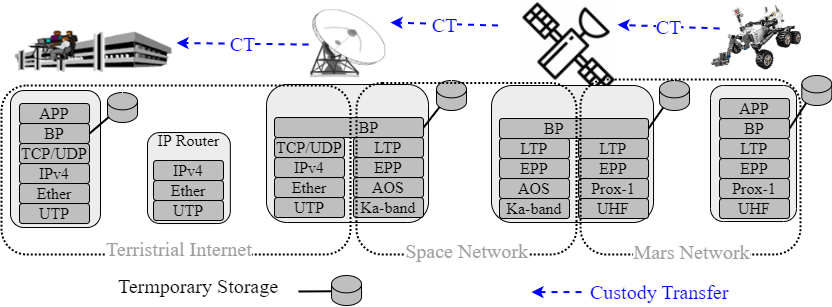 CT
CT
CT
APP
BP
TCP/UDP
IPv4
Ether
UTP
IP Router
IPv4
Ether
UTP
BP
TCP/UDP
IPv4
Ether
UTP
LTP
EPP
AOS
Ka-band
BP
LTP
EPP
AOS
Ka-band
LTP
EPP
Prox-1
UHF
APP
BP
LTP
EPP
Prox-1
UHF
Terristrial Internet
Space Network
Mars Network
Termporary Storage
Custody Transfer